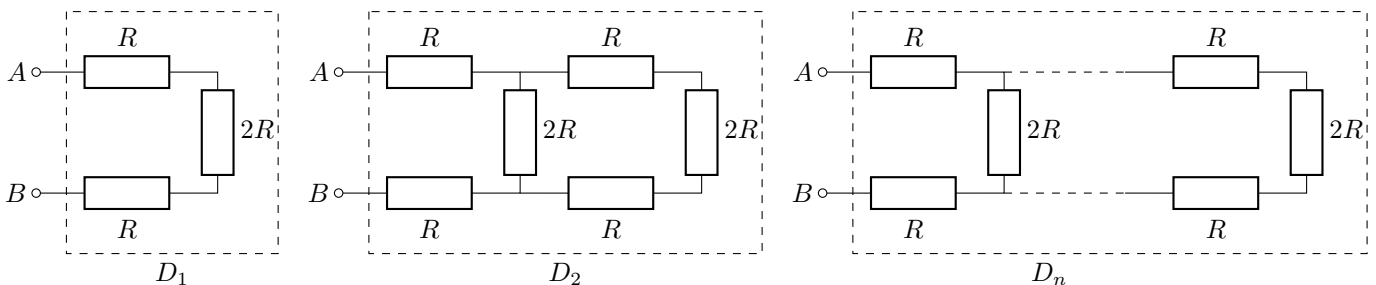 R R R R R
A A A
2R 2R 2R 2R 2R
B B B
R R R R R
D₁ D₂ Dₙ